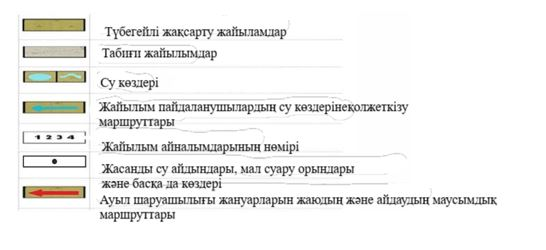 Түбегейлі жақсарту жайыламдар
Табиғи жайылымдар
Су көздері
Жайылым пайдаланушылардың су көздерінеқолжеткізу
маршруттары
1 2 3 4
Жайылым айналымдарының нөмірі
Жасанды су айдындары, мал суару орындары
және басқа да көздері
Ауыл шаруашылығы жануарларын жаюдың және айдаудың маусымдық
маршруттары